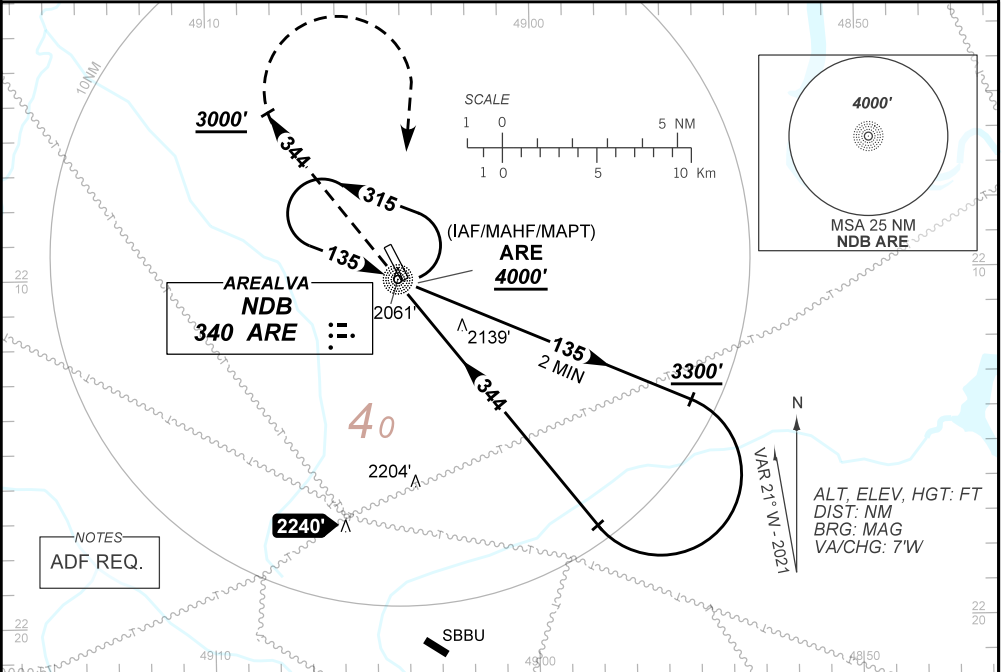 49|10
49|00
48|50
10NM
3000'
344
315
135
SCALE
1 0 5 NM
1 0 5 10 Km
4000'
MSA 25 NM
NDB ARE
(IAF/MAHF/MAPT)
ARE
4000'
22
10
22
10
AREALVA
NDB
340 ARE
2061'
2139'
135
2 MIN
3300'
344
40
2204'
2240'
N
VAR 21° W - 2021
ALT, ELEV, HGT: FT
DIST: NM
BRG: MAG
VA/CHG: 7'W
NOTES
ADF REQ.
SBBU
22
20
22
20
49|10
49|00
48|50